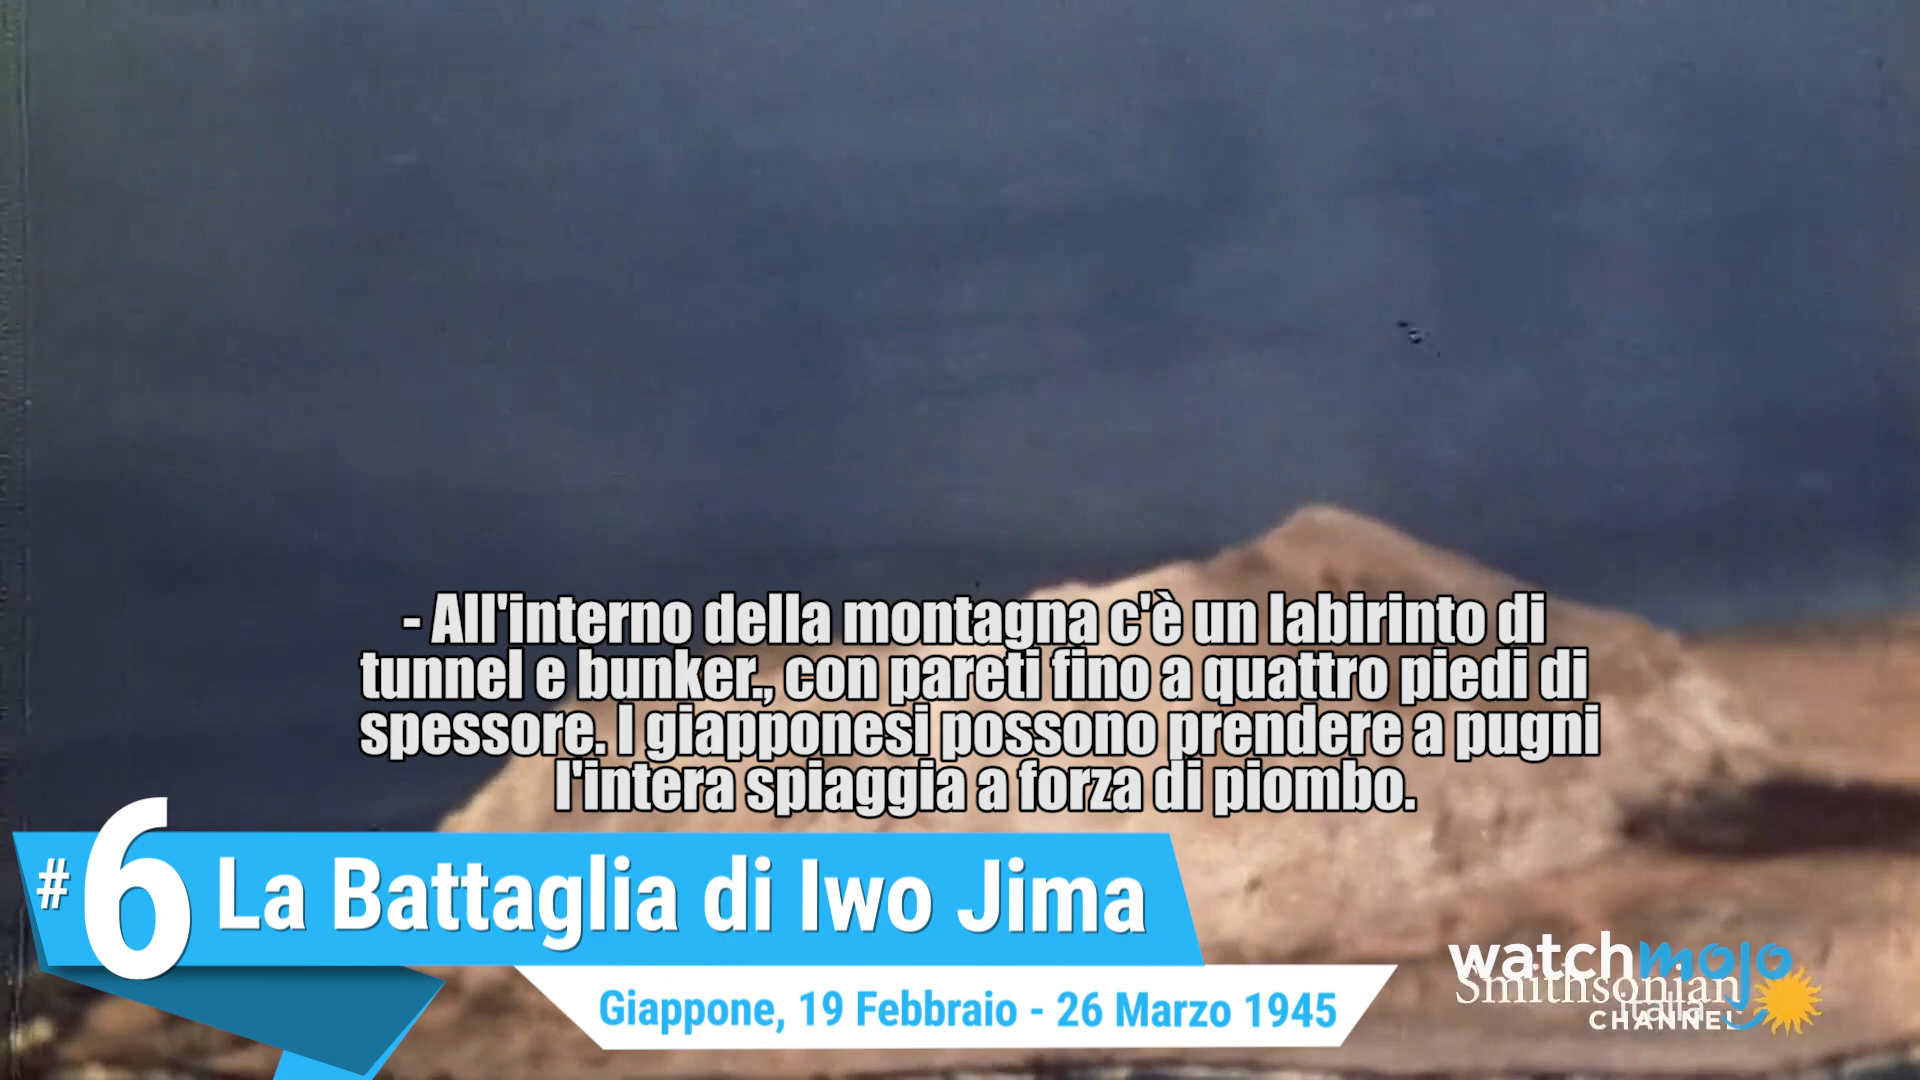 - All'interno della montagna c'è un labirinto di
tunnel e bunker., con pareti fino a quattro piedi di
spessore. I giapponesi possono prendere a pugni
l'intera spiaggia a forza di piombo.
#6 La Battaglia di Iwo Jima
Giappone, 19 Febbraio - 26 Marzo 1945
watchmojo
Smithsonian
italia
CHANNEL